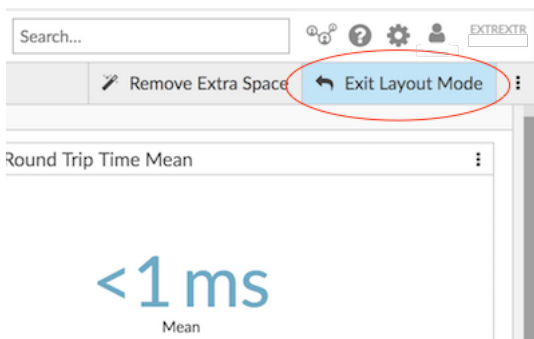 Search...
EXTREXTR
Remove Extra Space
Exit Layout Mode
Round Trip Time Mean
<1 ms
Mean